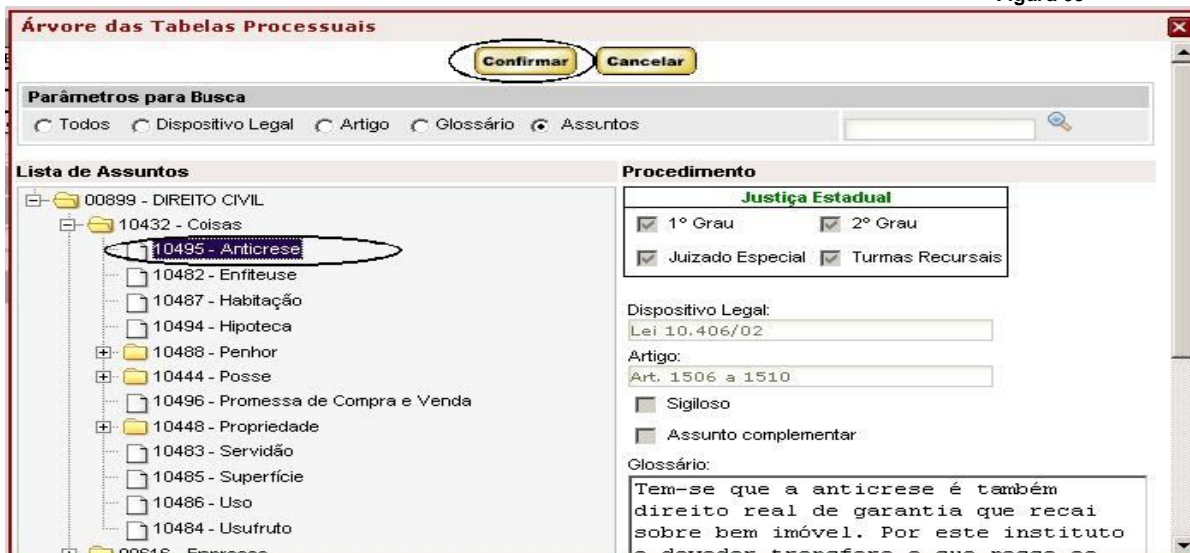 Árvore das Tabelas Processuais
Confirmar Cancelar
Parâmetros para Busca
Todos Dispositivo Legal Artigo Glossário Assuntos
Lista de Assuntos
00899 - DIREITO CIVIL
10432 - Coisas
10495 - Anticrese
10482 - Enfiteuse
10487 - Habitação
10494 - Hipoteca
10488 - Penhor
10444 - Posse
10496 - Promessa de Compra e Venda
10448 - Propriedade
10483 - Servidão
10485 - Superfície
10486 - Uso
10484 - Usufruto
Procedimento
Justiça Estadual
1º Grau 2º Grau
Juizado Especial Turmas Recursais
Dispositivo Legal:
Lei 10.406/02
Artigo:
Art. 1506 a 1510
Sigiloso
Assunto complementar
Glossário:
Tem-se que a anticrese é também
direito real de garantia que recai
sobre bem imóvel. Por este instituto